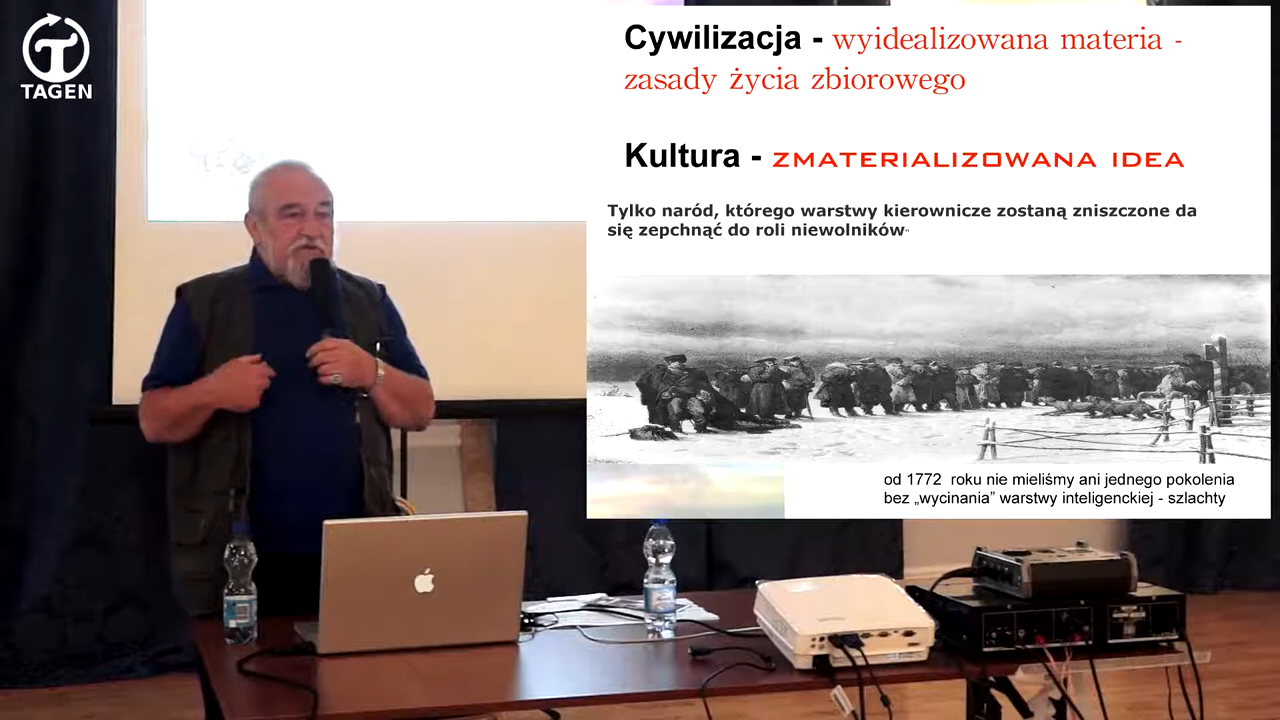 TAGEN
Cywilizacja - wyidealizowana materia -
zasady życia zbiorowego
Kultura - ZMATERIALIZOWANA IDEA
Tylko naród, którego warstwy kierownicze zostaną zniszczone da
się zepchnąć do roli niewolników
od 1772 roku nie mieliśmy ani jednego pokolenia
bez „wycinania” warstwy inteligenckiej - szlachty